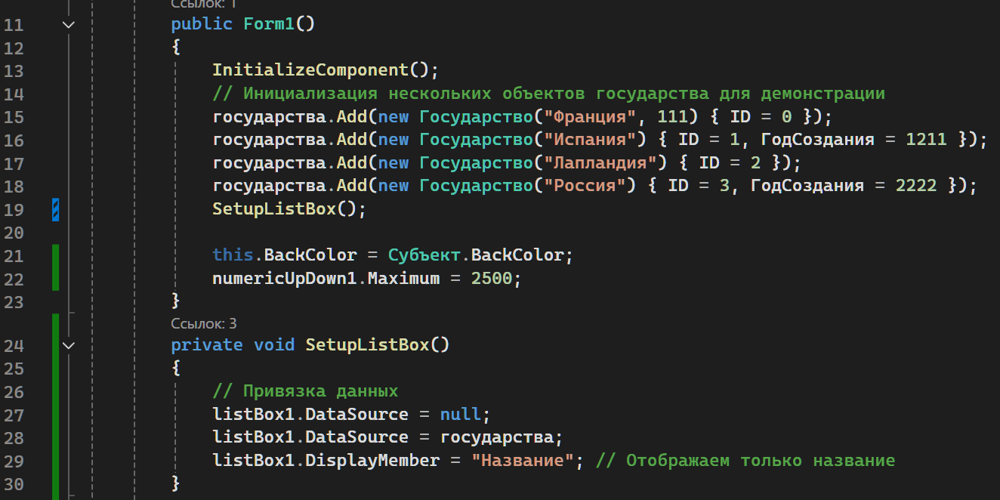 Ссылок: 1
11 public Form1()
12 {
13 InitializeComponent();
14 // Инициализация нескольких объектов государства для демонстрации
15 государства.Add(new Государство("Франция", 111) { ID = 0 });
16 государства.Add(new Государство("Испания") { ID = 1, ГодСоздания = 1211 });
17 государства.Add(new Государство("Лапландия") { ID = 2 });
18 государства.Add(new Государство("Россия") { ID = 3, ГодСоздания = 2222 });
19 SetupListBox();
20
21 this.BackColor = Субъект.BackColor;
22 numericUpDown1.Maximum = 2500;
23 }
Ссылок: 3
24 private void SetupListBox()
25 {
26 // Привязка данных
27 listBox1.DataSource = null;
28 listBox1.DataSource = государства;
29 listBox1.DisplayMember = "Название"; // Отображаем только название
30 }